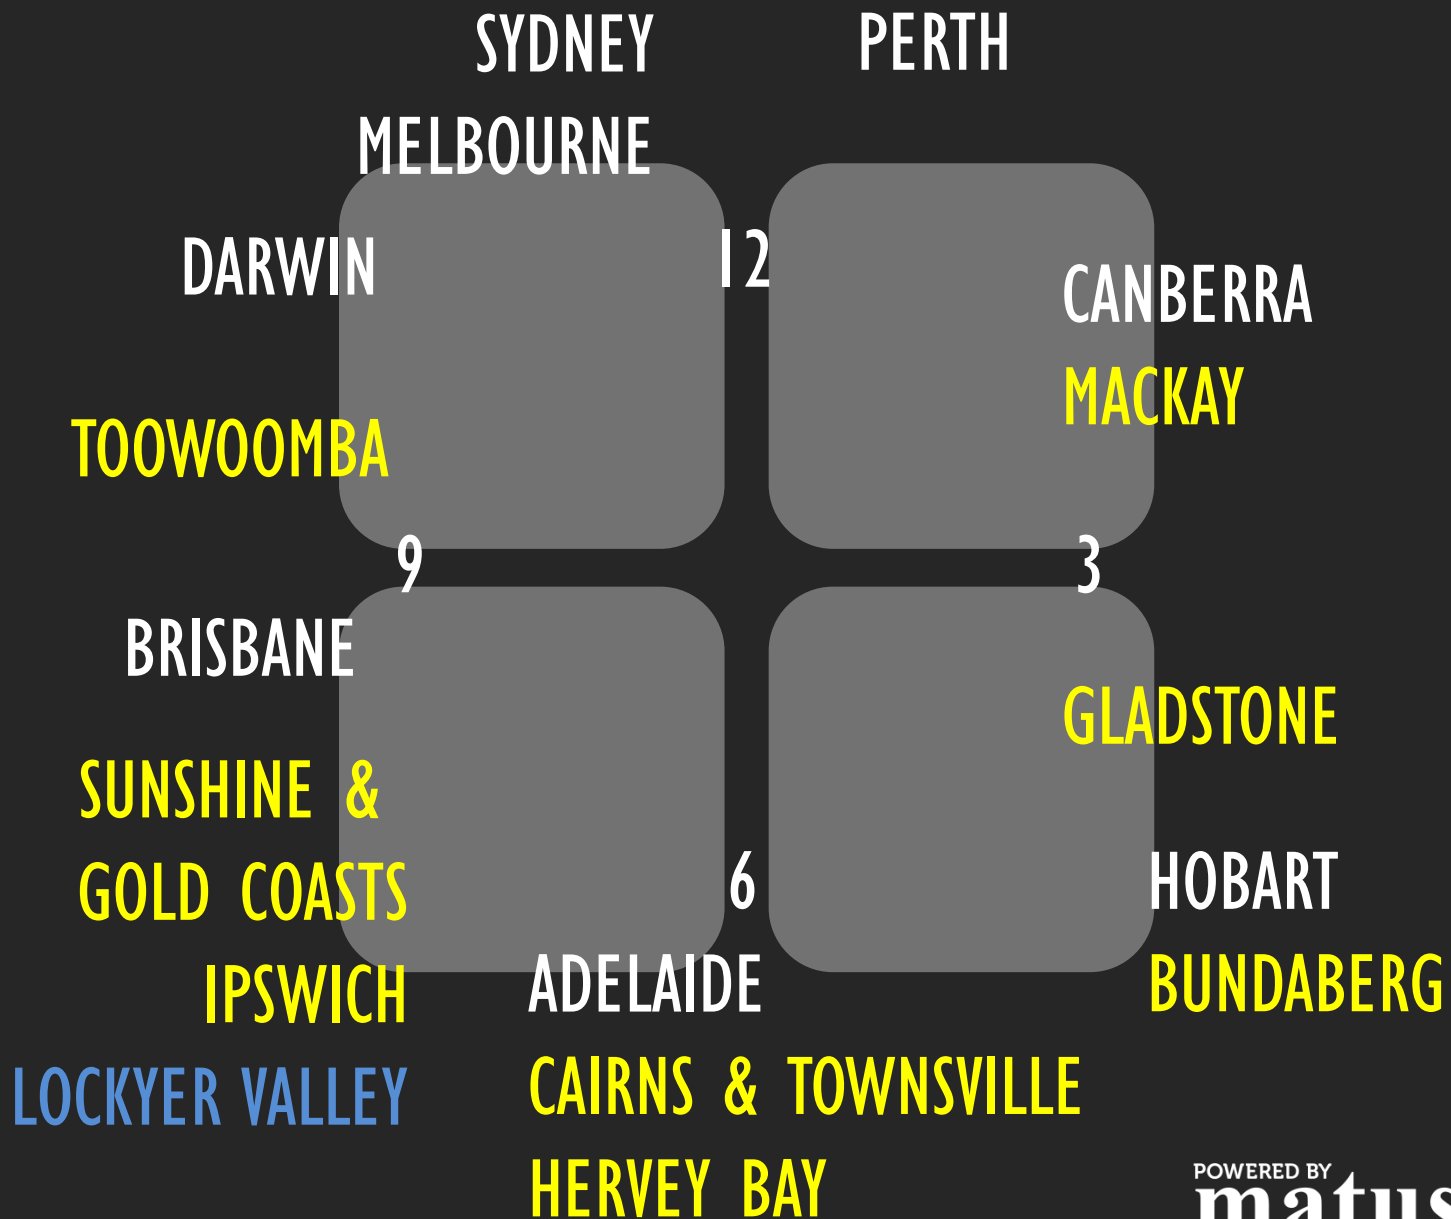 SYDNEY
PERTH
MELBOURNE
DARWIN
12
CANBERRA
MACKAY
TOOWOOMBA
9
3
BRISBANE
GLADSTONE
SUNSHINE &
GOLD COASTS
IPSWICH
LOCKYER VALLEY
6
HOBART
BUNDABERG
ADELAIDE
CAIRNS & TOWNSVILLE
HERVEY BAY
POWERED BY
matus